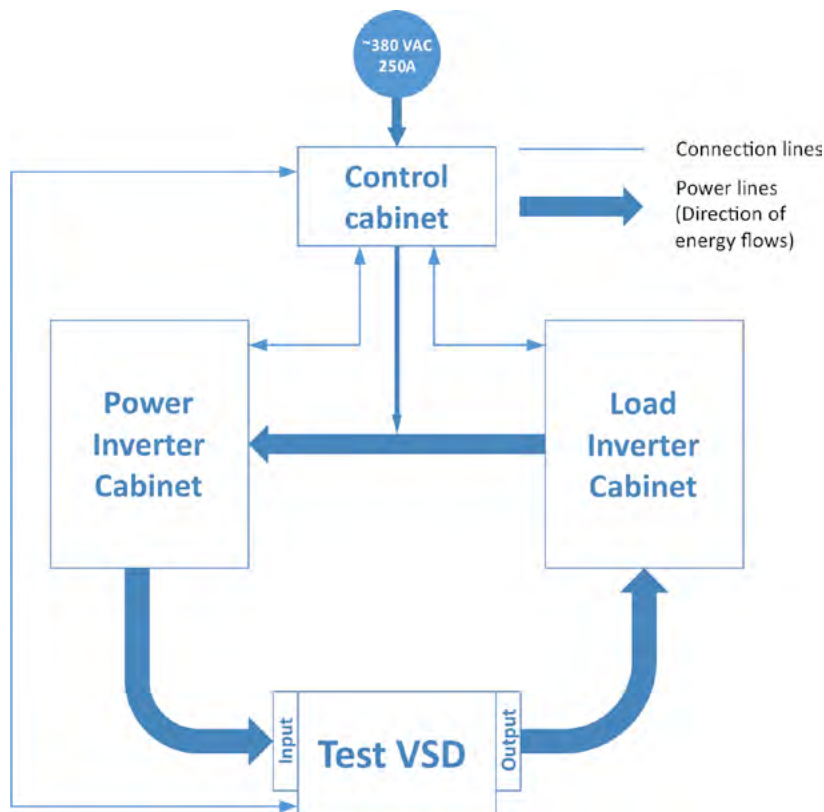 ~380 VAC
250A
Control
cabinet
Connection lines
Power lines
(Direction of
energy flows)
Power
Inverter
Cabinet
Load
Inverter
Cabinet
Input
Test VSD
Output